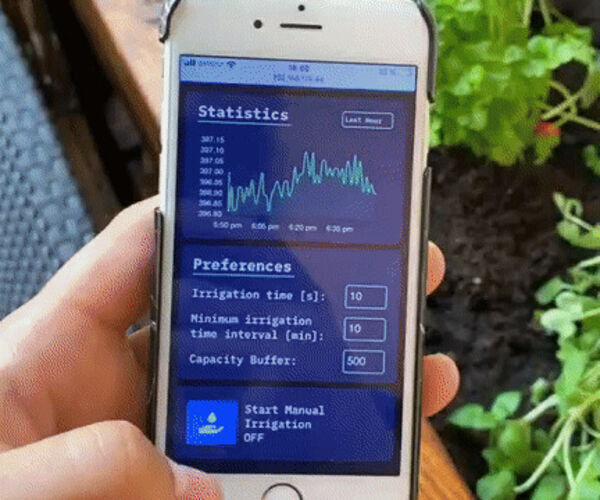 Statistics
Last Hour
397.15
397.10
397.05
397.00
396.95
396.90
396.85
396.80
5:50 pm 6:05 pm 6:20 pm 6:35 pm
Preferences
Irrigation time [s]:
10
Minimum irrigation
time interval [min]:
10
Capacity Buffer:
500
Start Manual
Irrigation
OFF